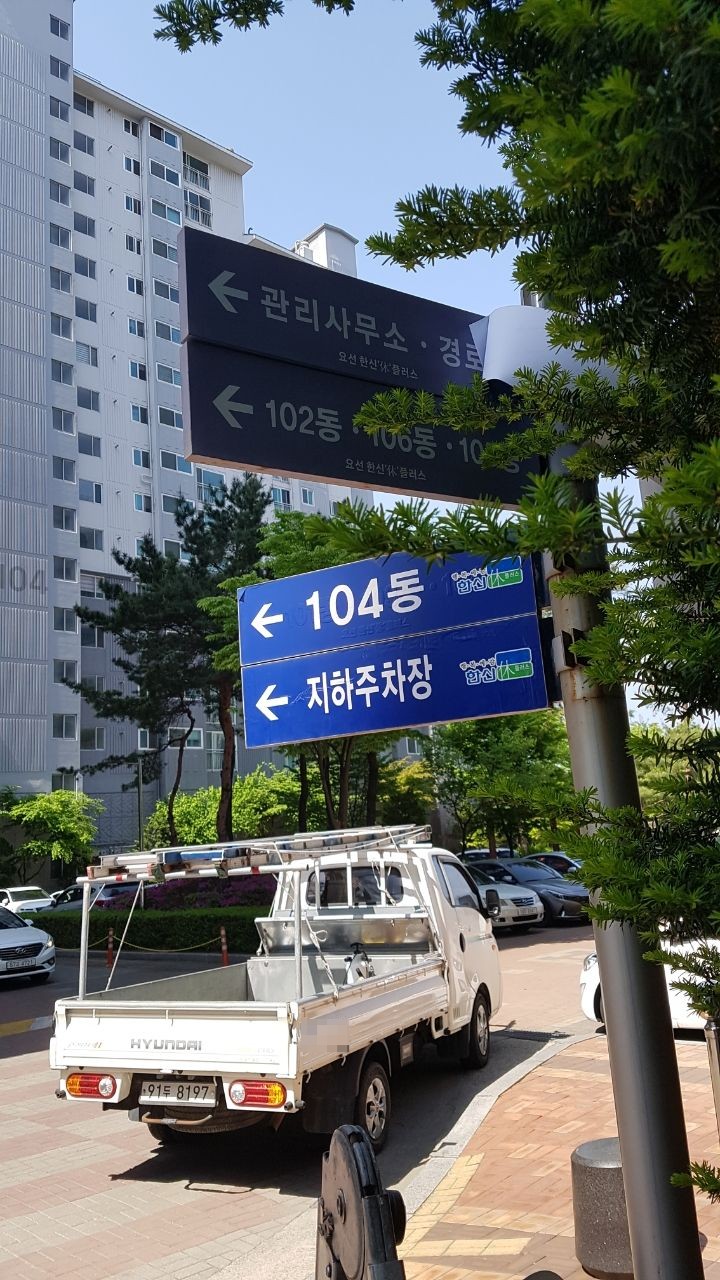 ← 관리사무소 · 경로
요선 한신休플러스
← 102동 · 106동 · 10
요선 한신休플러스
← 104동
한신休플러스
← 지하주차장
한신休플러스
104
HYUNDAI
91두 8197